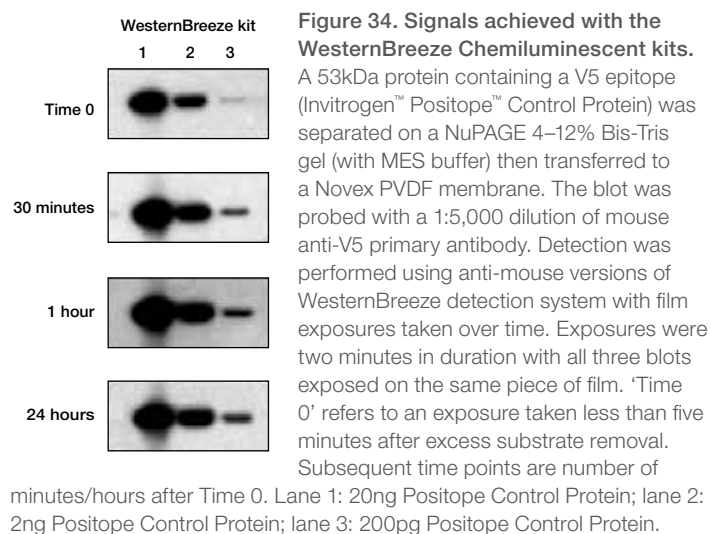 WesternBreeze kit
1 2 3
Time 0
30 minutes
1 hour
24 hours
Figure 34. Signals achieved with the
WesternBreeze Chemiluminescent kits.
A 53kDa protein containing a V5 epitope
(Invitrogen™ Positope™ Control Protein) was
separated on a NuPAGE 4–12% Bis-Tris
gel (with MES buffer) then transferred to
a Novex PVDF membrane. The blot was
probed with a 1:5,000 dilution of mouse
anti-V5 primary antibody. Detection was
performed using anti-mouse versions of
WesternBreeze detection system with film
exposures taken over time. Exposures were
two minutes in duration with all three blots
exposed on the same piece of film. ‘Time
0’ refers to an exposure taken less than five
minutes after excess substrate removal.
Subsequent time points are number of
minutes/hours after Time 0. Lane 1: 20ng Positope Control Protein; lane 2:
2ng Positope Control Protein; lane 3: 200pg Positope Control Protein.